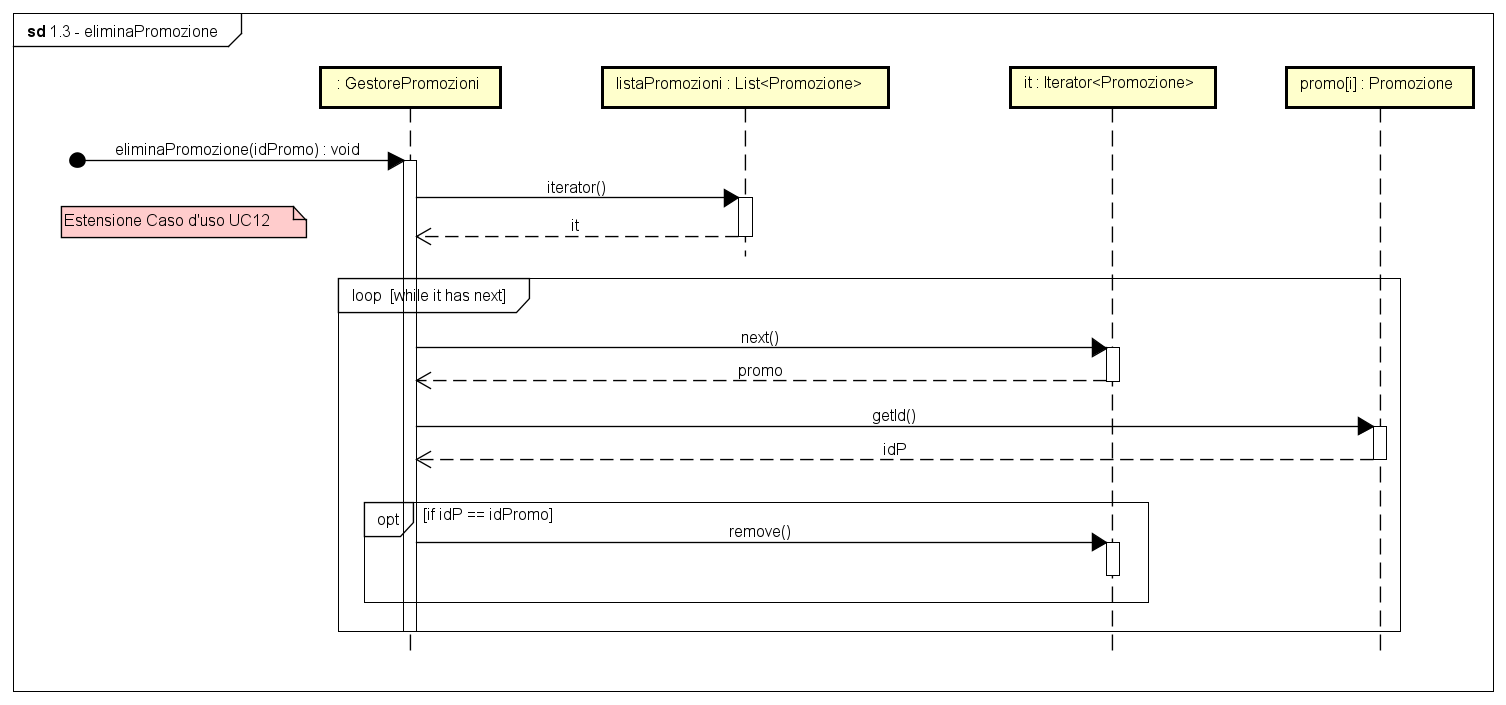 sd 1.3 - eliminaPromozione
: GestorePromozioni
listaPromozioni : List<Promozione>
it : Iterator<Promozione>
promo[i] : Promozione
eliminaPromozione(idPromo) : void
iterator()
Estensione Caso d'uso UC12
it
loop [while it has next]
next()
promo
getId()
idP
opt [if idP == idPromo]
remove()